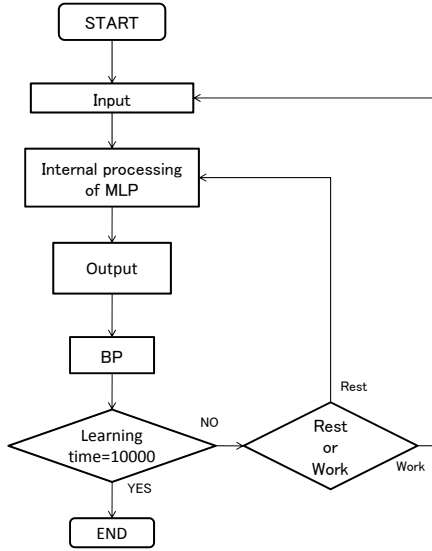 START
Input
Internal processing
of MLP
Output
BP
Learning
time=10000
NO
YES
Rest
or
Work
Rest
Work
END